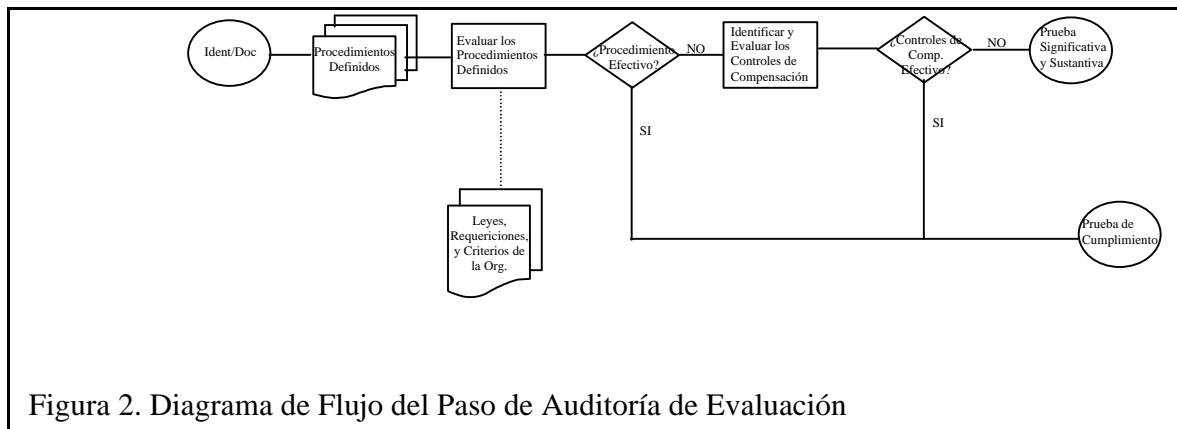 Ident/Doc
Procedimientos
Definidos
Evaluar los
Procedimientos
Definidos
¿Procedimiento
Efectivo?
NO
Identificar y
Evaluar los
Controles de
Compensación
¿Controles de
Comp.
Efectivo?
NO
Prueba
Significativa
y Sustantiva
SI
SI
Leyes,
Requericiones,
y Criterios de
la Org.
Prueba de
Cumplimiento
Figura 2. Diagrama de Flujo del Paso de Auditoría de Evaluación